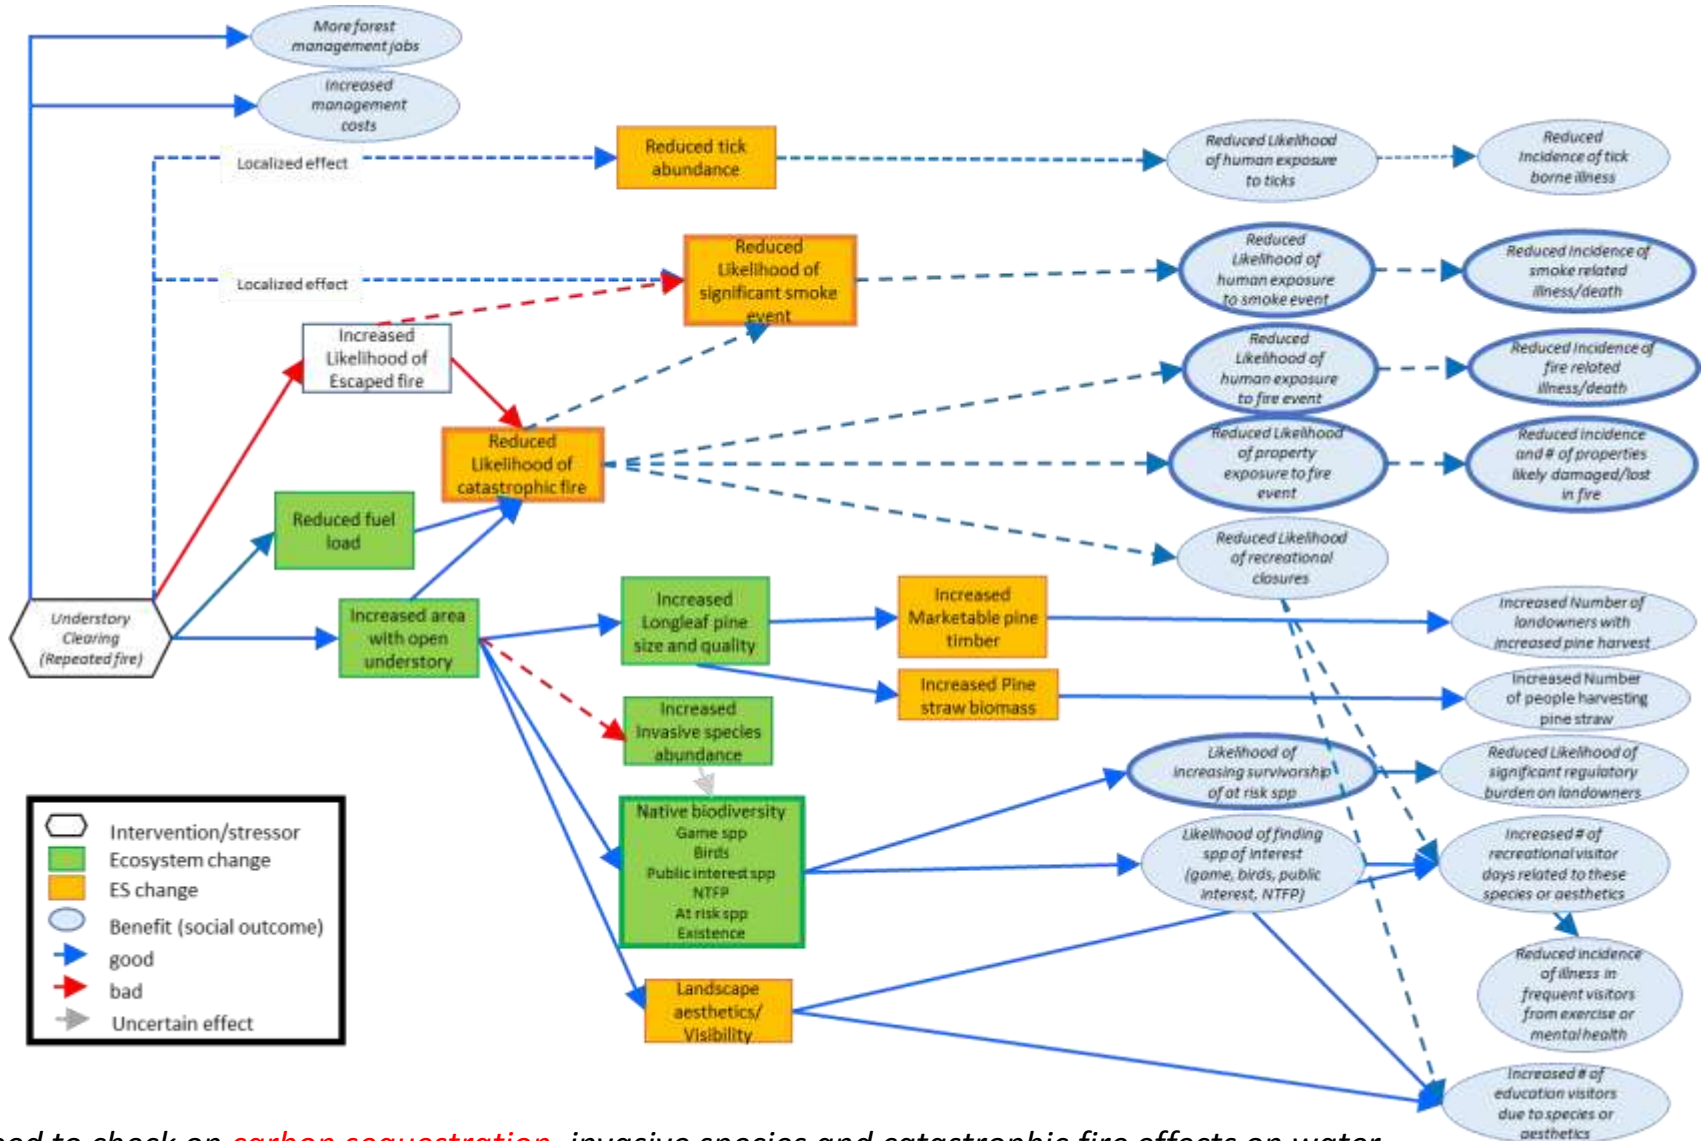 More forest
management jobs
Increased
management
costs
Localized effect
Reduced tick
abundance
Reduced Likelihood
of human exposure
to ticks
Reduced
Incidence of tick
borne illness
Localized effect
Reduced
Likelihood of
significant smoke
event
Reduced
Likelihood of
human exposure
to smoke event
Reduced Incidence of
smoke related
illness/death
Increased
Likelihood of
Escaped fire
Reduced
Likelihood of
human exposure
to fire event
Reduced Incidence of
fire related
illness/death
Reduced
Likelihood of
catastrophic fire
Reduced Likelihood
of property
exposure to fire
event
Reduced Incidence
and # of properties
likely damaged/lost
in fire
Reduced fuel
load
Reduced Likelihood
of recreational
closures
Understory
Clearing
(Repeated fire)
Increased area
with open
understory
Increased
Longleaf pine
size and quality
Increased
Marketable pine
timber
Increased Number of
landowners with
increased pine harvest
Increased Pine
straw biomass
Increased Number
of people harvesting
pine straw
Increased
Invasive species
abundance
Likelihood of
increasing survivorship
of at risk spp
Reduced Likelihood of
significant regulatory
burden on landowners
Native biodiversity
Game spp
Birds
Public interest spp
NTFP
At risk spp
Existence
Likelihood of finding
spp of interest
(game, birds, public
interest, NTFP)
Increased # of
recreational visitor
days related to these
species or aesthetics
Landscape
aesthetics/
Visibility
Reduced incidence
of illness in
frequent visitors
from exercise or
mental health
Increased # of
education visitors
due to species or
aesthetics
Intervention/stressor
Ecosystem change
ES change
Benefit (social outcome)
good
bad
Uncertain effect
to check on carbon sequestration, invasive species and catastrophic fire effects on water